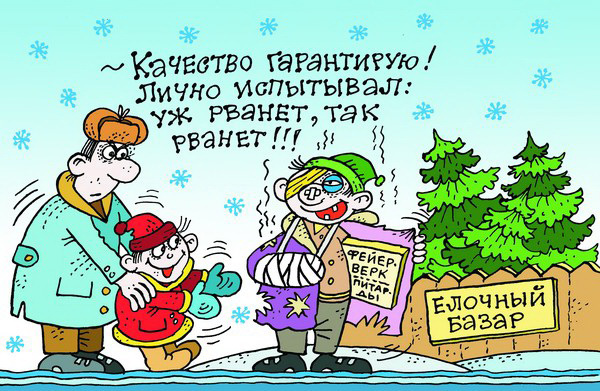 ~ Качество гарантирую!
Лично испытывал:
уж рванет, так
рванет!!!
ФЕЙЕР-
ВЕРК
ПИТАР-
ДЫ
ЕЛОЧНЫЙ
БАЗАР